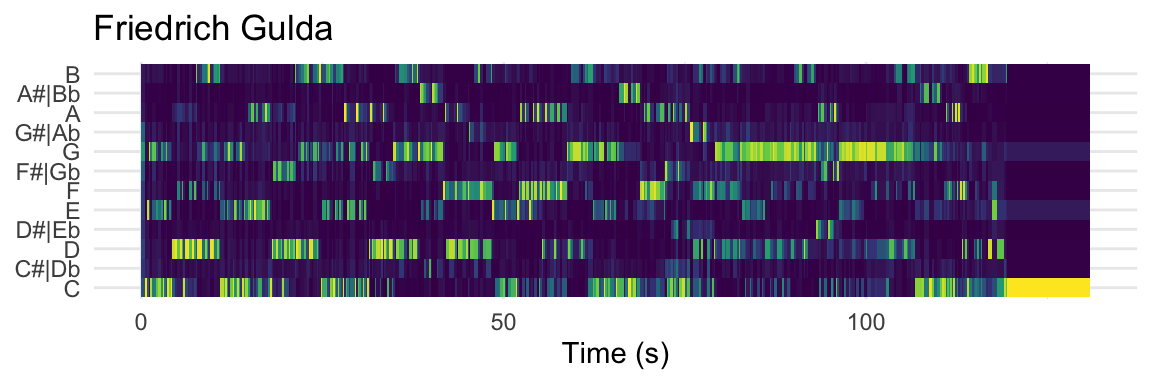 Friedrich Gulda
B
A#|Bb
A
G#|Ab
G
F#|Gb
F
E
D#|Eb
D
C#|Db
C
0 50 100
Time (s)